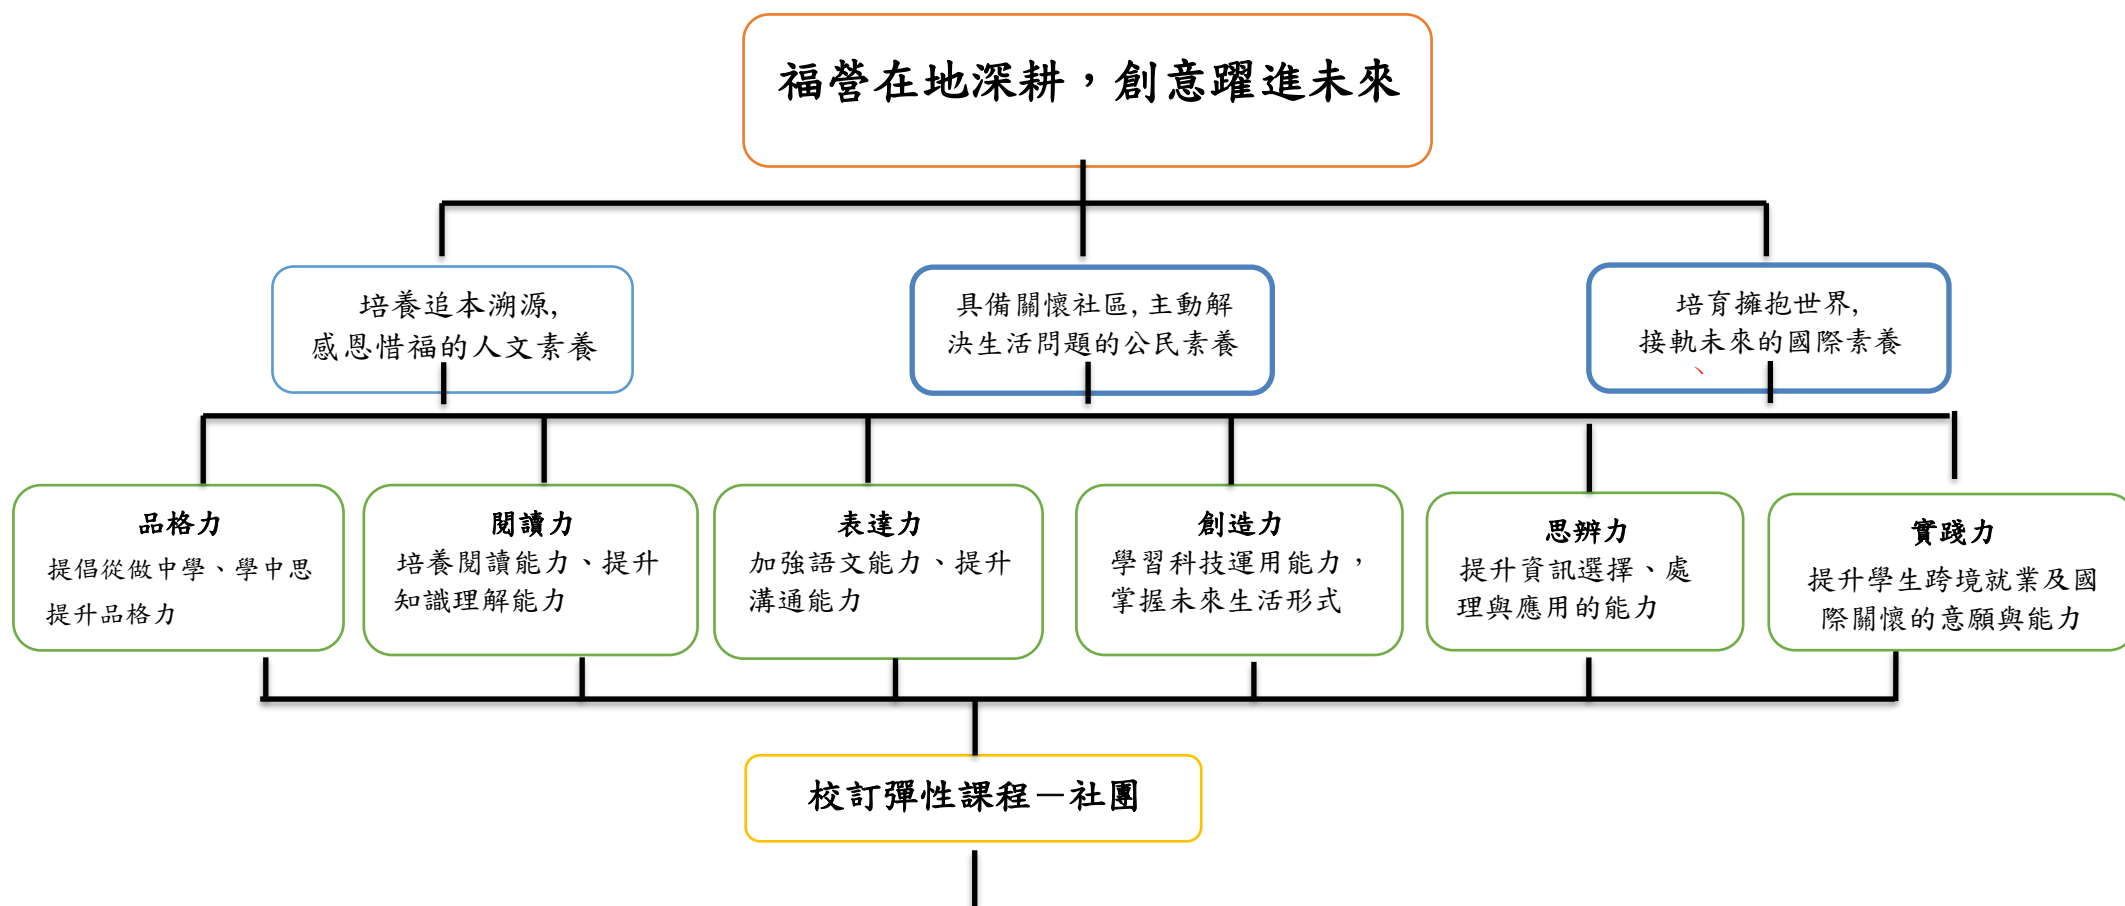 福營在地深耕，創意躍進未來
培養追本溯源,
感恩惜福的人文素養
具備關懷社區,主動解
決生活問題的公民素養
培育擁抱世界,
接軌未來的國際素養
、
品格力
提倡從做中學、學中思
提升品格力
閱讀力
培養閱讀能力、提升
知識理解能力
表達力
加強語文能力、提升
溝通能力
創造力
學習科技運用能力，
掌握未來生活形式
思辨力
提升資訊選擇、處
理與應用的能力
實踐力
提升學生跨境就業及國
際關懷的意願與能力
校訂彈性課程－社團